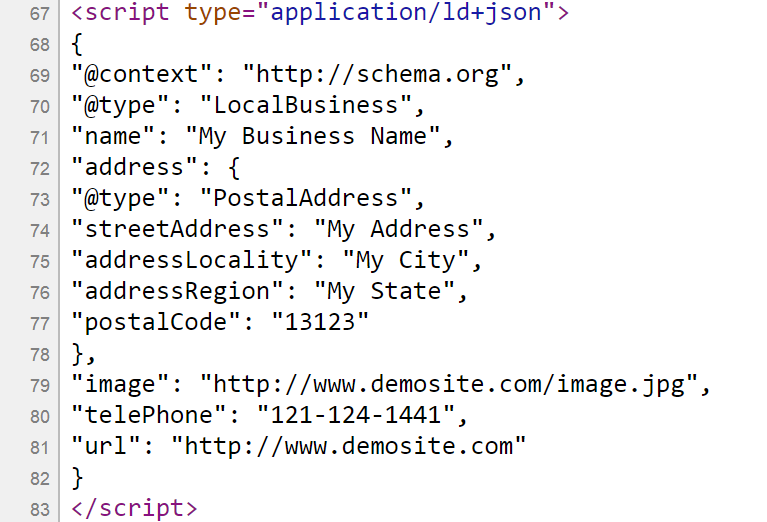 67 <script type="application/ld+json">
68 {
69 "@context": "http://schema.org",
70 "@type": "LocalBusiness",
71 "name": "My Business Name",
72 "address": {
73 "@type": "PostalAddress",
74 "streetAddress": "My Address",
75 "addressLocality": "My City",
76 "addressRegion": "My State",
77 "postalCode": "13123"
78 },
79 "image": "http://www.demosite.com/image.jpg",
80 "telePhone": "121-124-1441",
81 "url": "http://www.demosite.com"
82 }
83 </script>